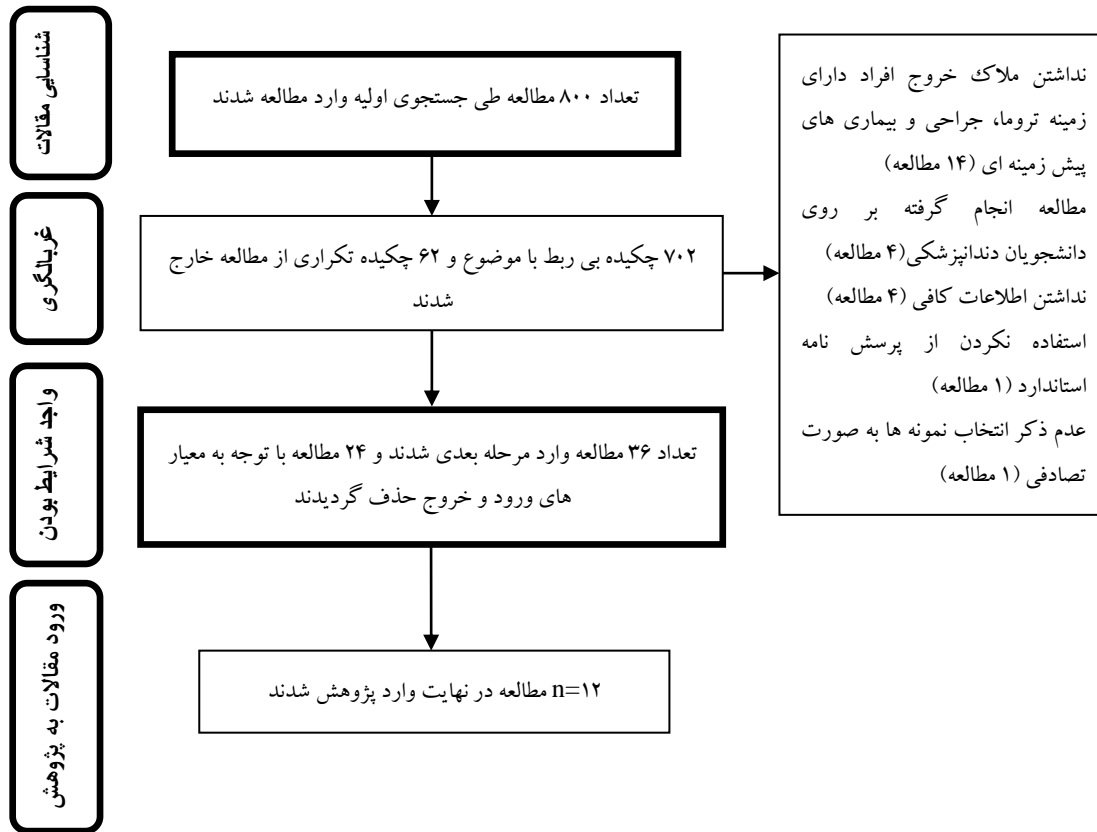 شناسایی مقالات
تعداد ۸۰۰ مطالعه طی جستجوی اولیه وارد مطالعه شدند
نداشتن ملاک خروج افراد دارای
زمینه تروما، جراحی و بیماری های
پیش زمینه ای (۱۴ مطالعه)
مطالعه انجام گرفته بر روی
دانشجویان دندانپزشکی(۴ مطالعه)
نداشتن اطلاعات کافی (۴ مطالعه)
استفاده نکردن از پرسش نامه
استاندارد (۱ مطالعه)
عدم ذکر انتخاب نمونه ها به صورت
تصادفی (۱ مطالعه)
غربالگری
۷۰۲ چکیده بی ربط با موضوع و ۶۲ چکیده تکراری از مطالعه خارج
شدند
واجد شرایط بودن
تعداد ۳۶ مطالعه وارد مرحله بعدی شدند و ۲۴ مطالعه با توجه به معیار
های ورود و خروج حذف گردیدند
ورود مقالات به پژوهش
n=۱۲ مطالعه در نهایت وارد پژوهش شدند